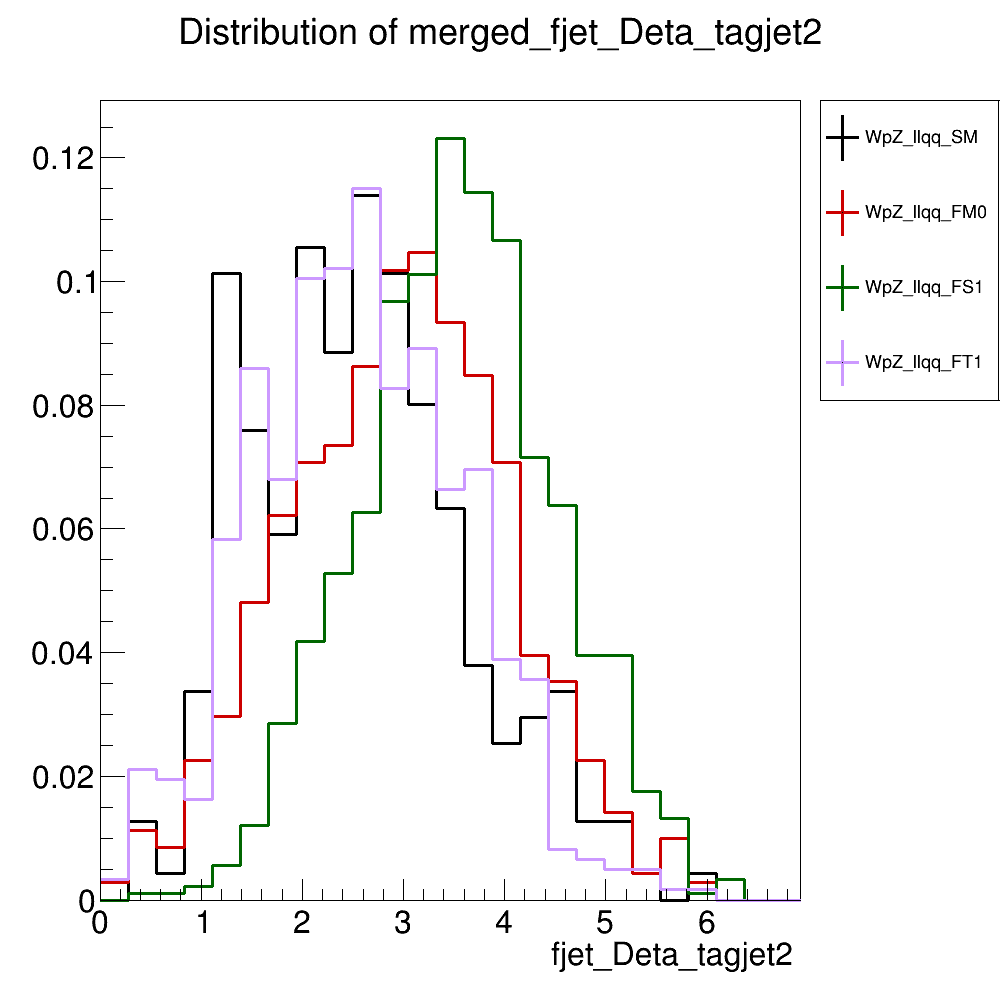 Distribution of merged_fjet_Deta_tagjet2
0.12
0.1
0.08
0.06
0.04
0.02
0
0 1 2 3 4 5 6
fjet_Deta_tagjet2
WpZ_llqq_SM
WpZ_llqq_FM0
WpZ_llqq_FS1
WpZ_llqq_FT1